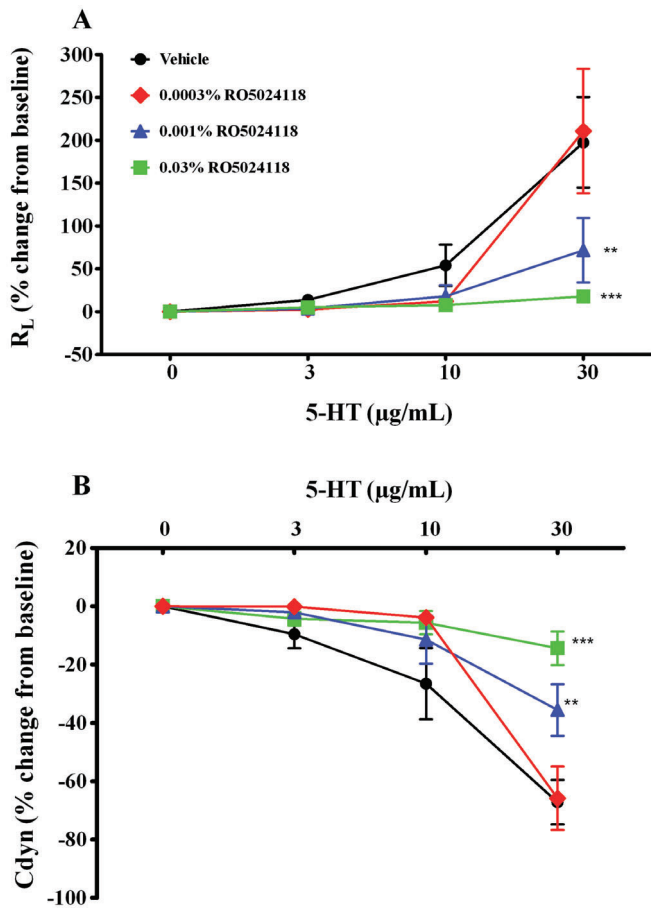 A
R_L (% change from baseline)
300
250
200
150
100
50
0
-50
Vehicle
0.0003% RO5024118
0.001% RO5024118
0.03% RO5024118
**
***
0 3 10 30
5-HT (µg/mL)
B
5-HT (µg/mL)
0 3 10 30
Cdyn (% change from baseline)
20
0
-20
-40
-60
-80
-100
***
**